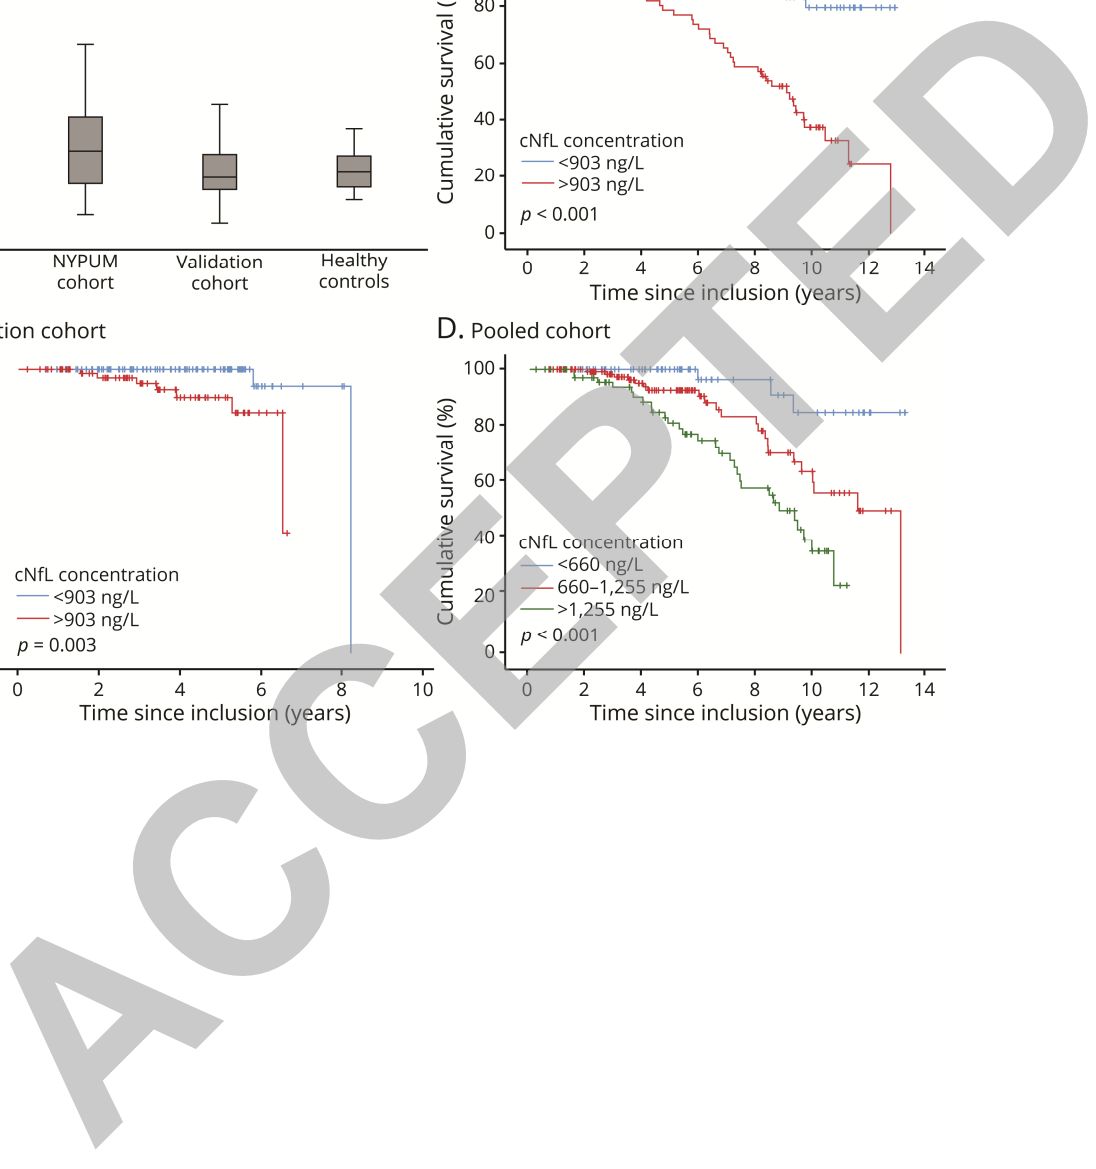 NYPUM
cohort
Validation
cohort
Healthy
controls
Cumulative survival (
80
60
40
20
0
cNfL concentration
<903 ng/L
>903 ng/L
p < 0.001
0 2 4 6 8 10 12 14
Time since inclusion (years)
tion cohort
cNfL concentration
<903 ng/L
>903 ng/L
p = 0.003
0 2 4 6 8 10
Time since inclusion (years)
D. Pooled cohort
Cumulative survival (%)
100
80
60
40
20
0
cNfL concentration
<660 ng/L
660–1,255 ng/L
>1,255 ng/L
p < 0.001
0 2 4 6 8 10 12 14
Time since inclusion (years)
ACCEPTED